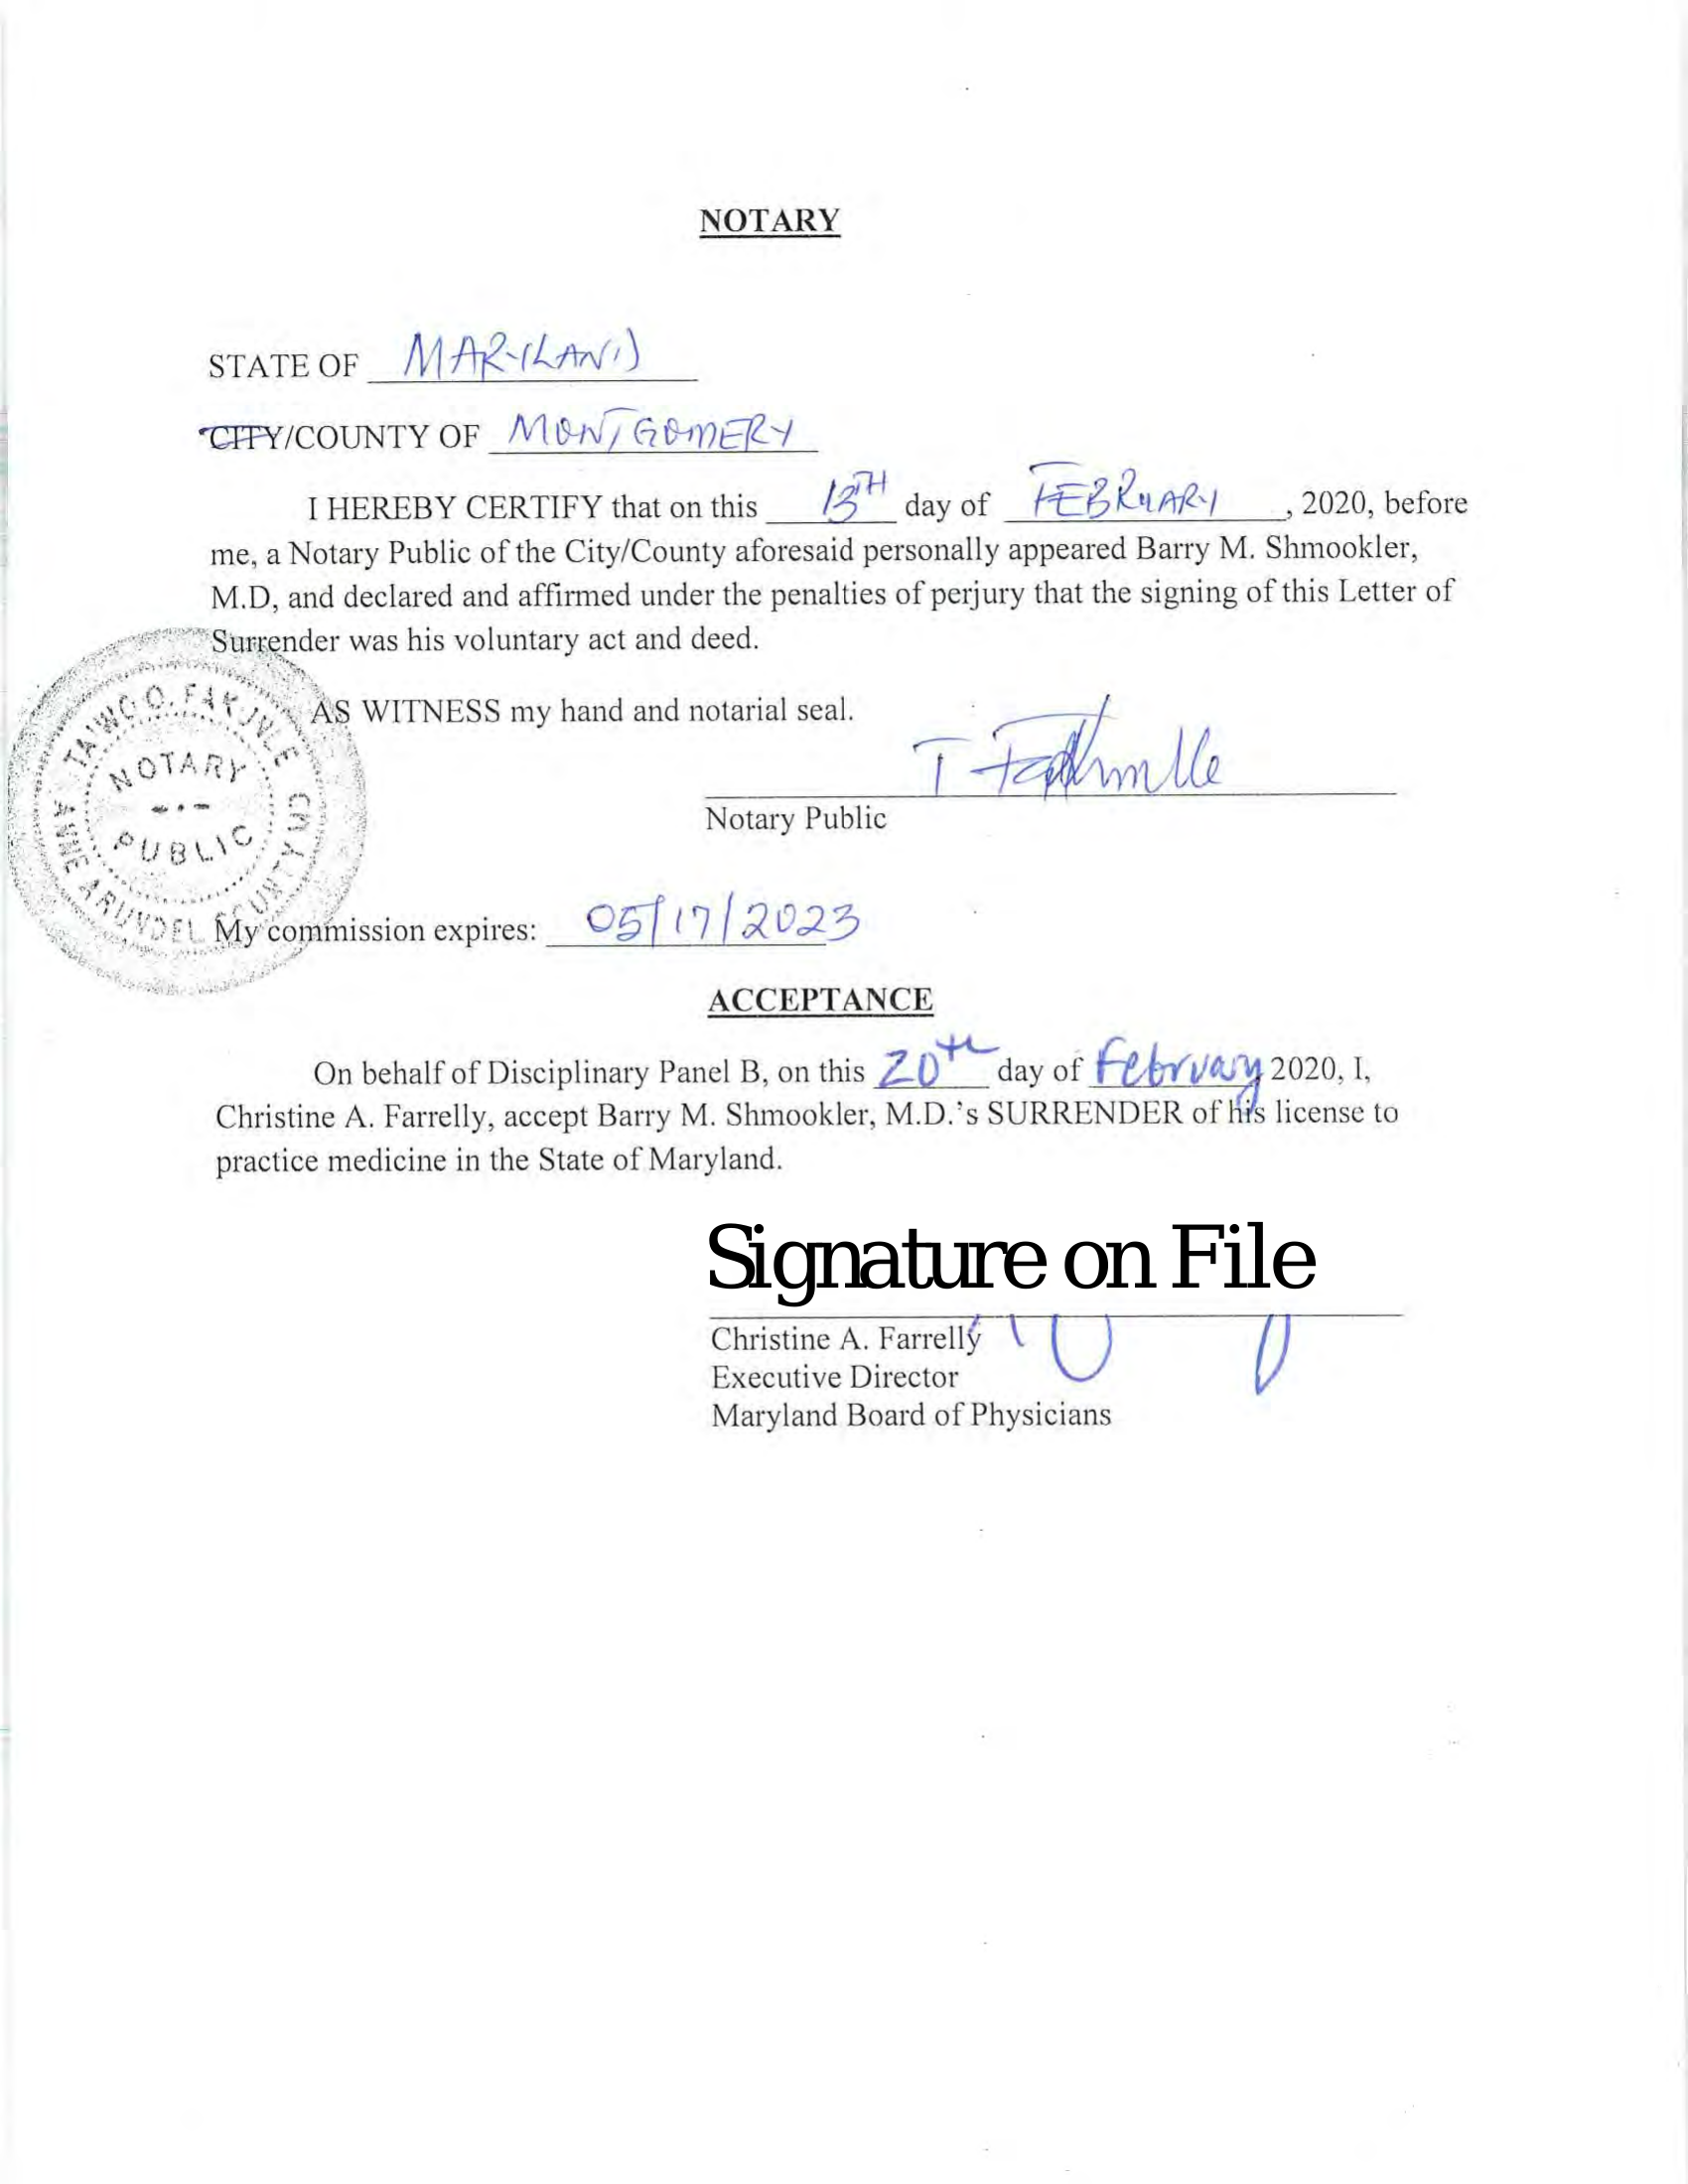 NOTARY
STATE OF MARYLAND
CITY/COUNTY OF MONTGOMERY
I HEREBY CERTIFY that on this 13TH day of FEBRUARY, 2020, before
me, a Notary Public of the City/County aforesaid personally appeared Barry M. Shmookler,
M.D, and declared and affirmed under the penalties of perjury that the signing of this Letter of
Surrender was his voluntary act and deed.
AS WITNESS my hand and notarial seal.
TAIWO O. FAKUNLE
NOTARY
PUBLIC
ANNE ARUNDEL COUNTY
Notary Public
My commission expires: 05/17/2023
ACCEPTANCE
On behalf of Disciplinary Panel B, on this 20th day of February 2020, I,
Christine A. Farrelly, accept Barry M. Shmookler, M.D.'s SURRENDER of his license to
practice medicine in the State of Maryland.
Signature on File
Christine A. Farrelly
Executive Director
Maryland Board of Physicians